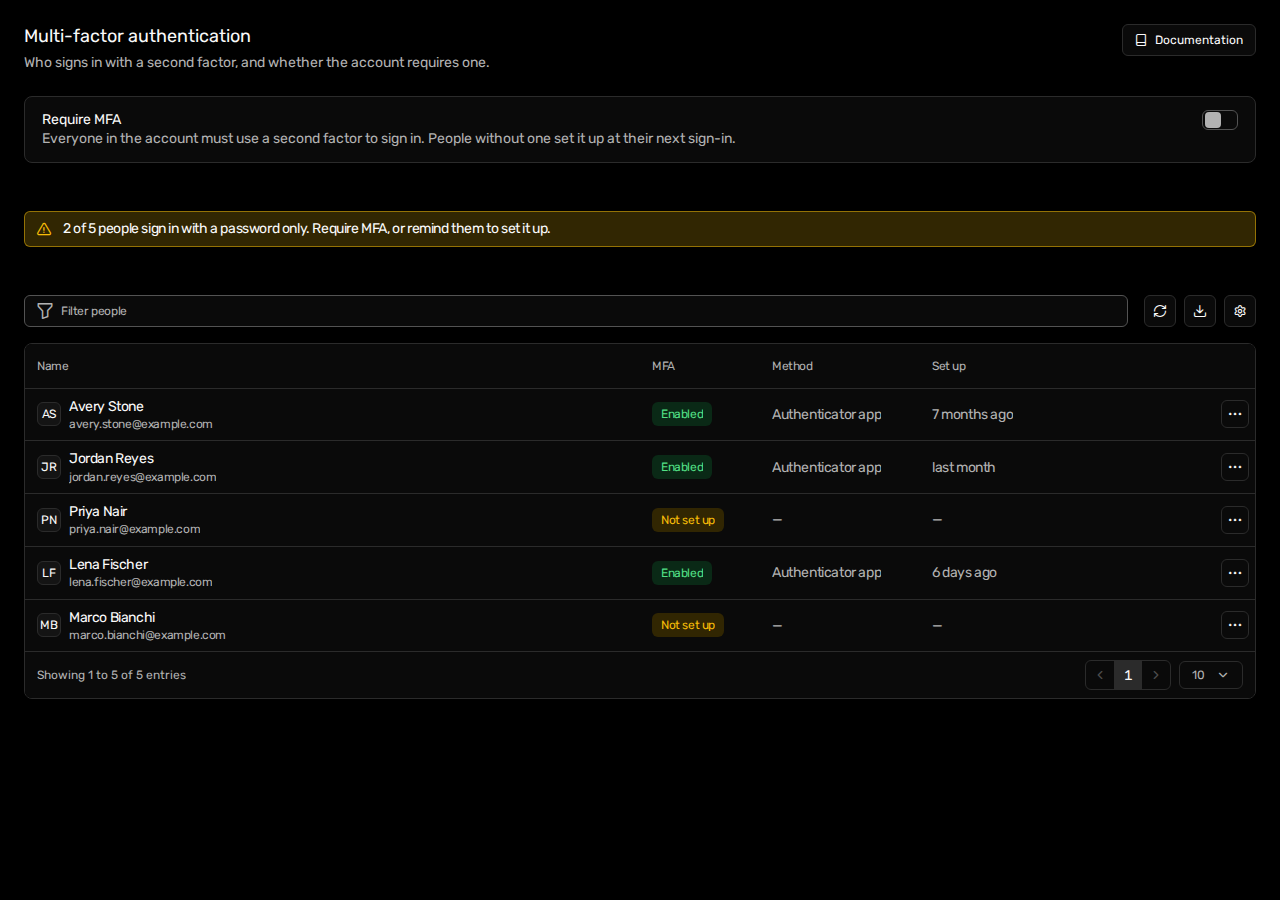 Multi-factor authentication
Documentation
Who signs in with a second factor, and whether the account requires one.
Require MFA
Everyone in the account must use a second factor to sign in. People without one set it up at their next sign-in.
2 of 5 people sign in with a password only. Require MFA, or remind them to set it up.
Filter people
Name MFA Method Set up
AS Avery Stone Enabled Authenticator app 7 months ago
avery.stone@example.com
JR Jordan Reyes Enabled Authenticator app last month
jordan.reyes@example.com
PN Priya Nair Not set up — —
priya.nair@example.com
LF Lena Fischer Enabled Authenticator app 6 days ago
lena.fischer@example.com
MB Marco Bianchi Not set up — —
marco.bianchi@example.com
Showing 1 to 5 of 5 entries 1 10